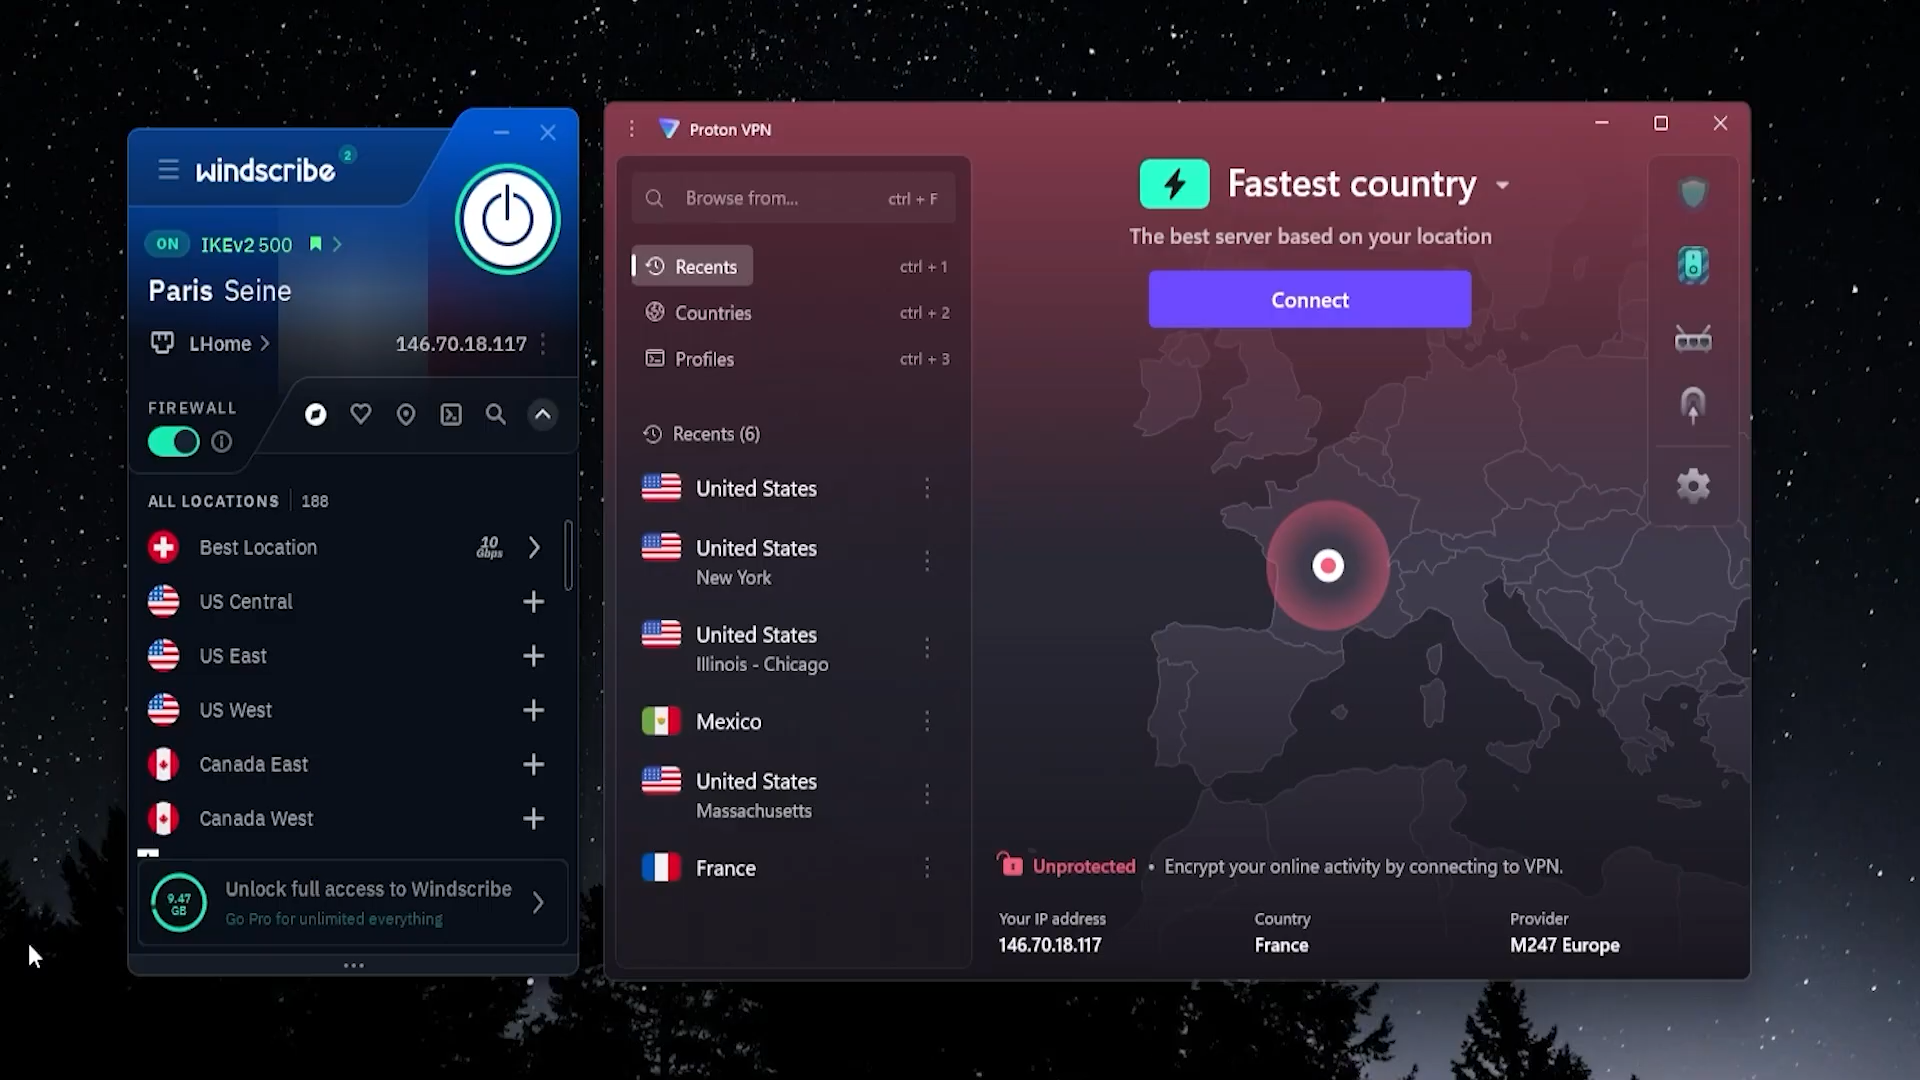 windscribe 2
ON IKEv2 500
Paris Seine
LHome 146.70.18.117
FIREWALL
ALL LOCATIONS 188
Best Location 10 Gbps
US Central
US East
US West
Canada East
Canada West
9.47 GB
Unlock full access to Windscribe
Go Pro for unlimited everything
Proton VPN
Browse from... ctrl + F
Recents ctrl + 1
Countries ctrl + 2
Profiles ctrl + 3
Recents (6)
United States
United States
New York
United States
Illinois - Chicago
Mexico
United States
Massachusetts
France
Fastest country
The best server based on your location
Connect
Unprotected • Encrypt your online activity by connecting to VPN.
Your IP address Country Provider
146.70.18.117 France M247 Europe